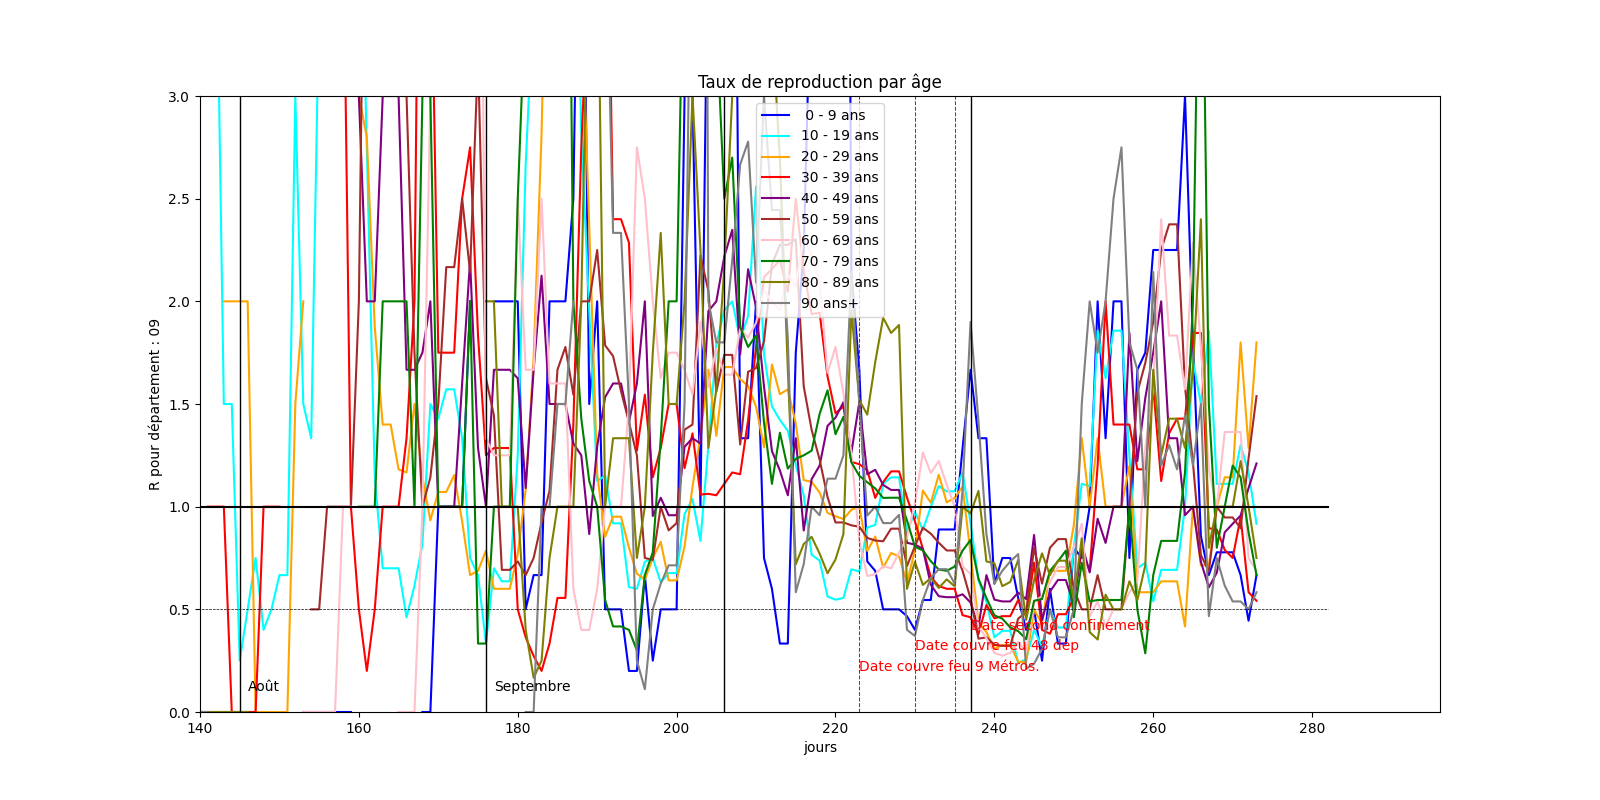 Taux de reproduction par âge
R pour département : 09
3.0
2.5
2.0
1.5
1.0
0.5
0.0
0 - 9 ans
10 - 19 ans
20 - 29 ans
30 - 39 ans
40 - 49 ans
50 - 59 ans
60 - 69 ans
70 - 79 ans
80 - 89 ans
90 ans+
Date second confinement
Date couvre feu 48 dep
Date couvre feu 9 Métros.
Août
Septembre
140 160 180 200 220 240 260 280
jours